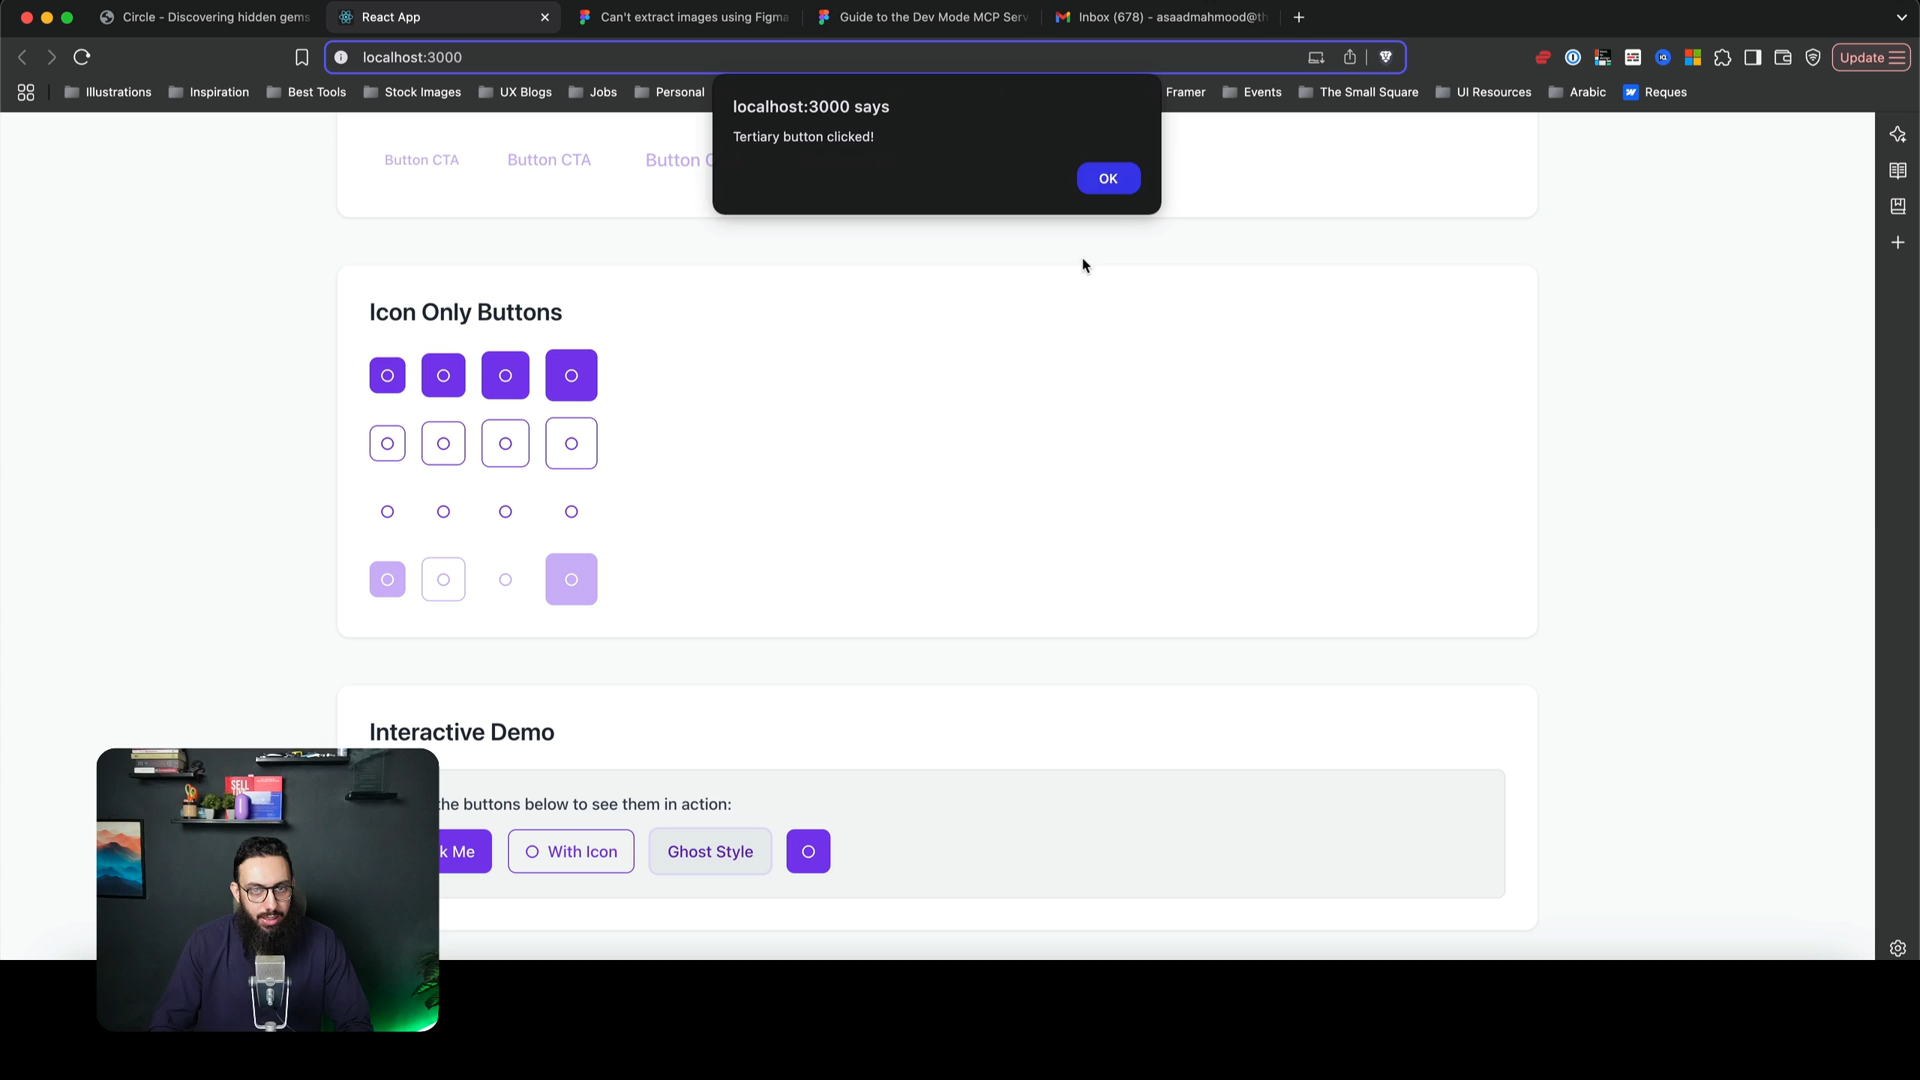 Circle - Discovering hidden gems
React App
Can't extract images using Figma
Guide to the Dev Mode MCP Serv
Inbox (678) - asaadmahmood@th
localhost:3000
Update
Illustrations
Inspiration
Best Tools
Stock Images
UX Blogs
Jobs
Personal
Framer
Events
The Small Square
UI Resources
Arabic
Reques
localhost:3000 says
Tertiary button clicked!
OK
Button CTA
Button CTA
Button C
Icon Only Buttons
Interactive Demo
the buttons below to see them in action:
k Me
With Icon
Ghost Style
SELL